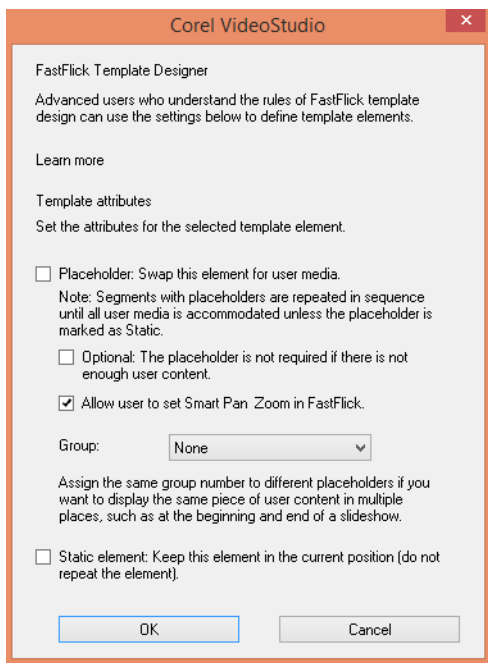 Corel VideoStudio
FastFlick Template Designer
Advanced users who understand the rules of FastFlick template
design can use the settings below to define template elements.
Learn more
Template attributes
Set the attributes for the selected template element.
Placeholder: Swap this element for user media.
Note: Segments with placeholders are repeated in sequence
until all user media is accommodated unless the placeholder is
marked as Static.
Optional: The placeholder is not required if there is not
enough user content.
Allow user to set Smart Pan Zoom in FastFlick.
Group: None
Assign the same group number to different placeholders if you
want to display the same piece of user content in multiple
places, such as at the beginning and end of a slideshow.
Static element: Keep this element in the current position (do not
repeat the element).
OK Cancel